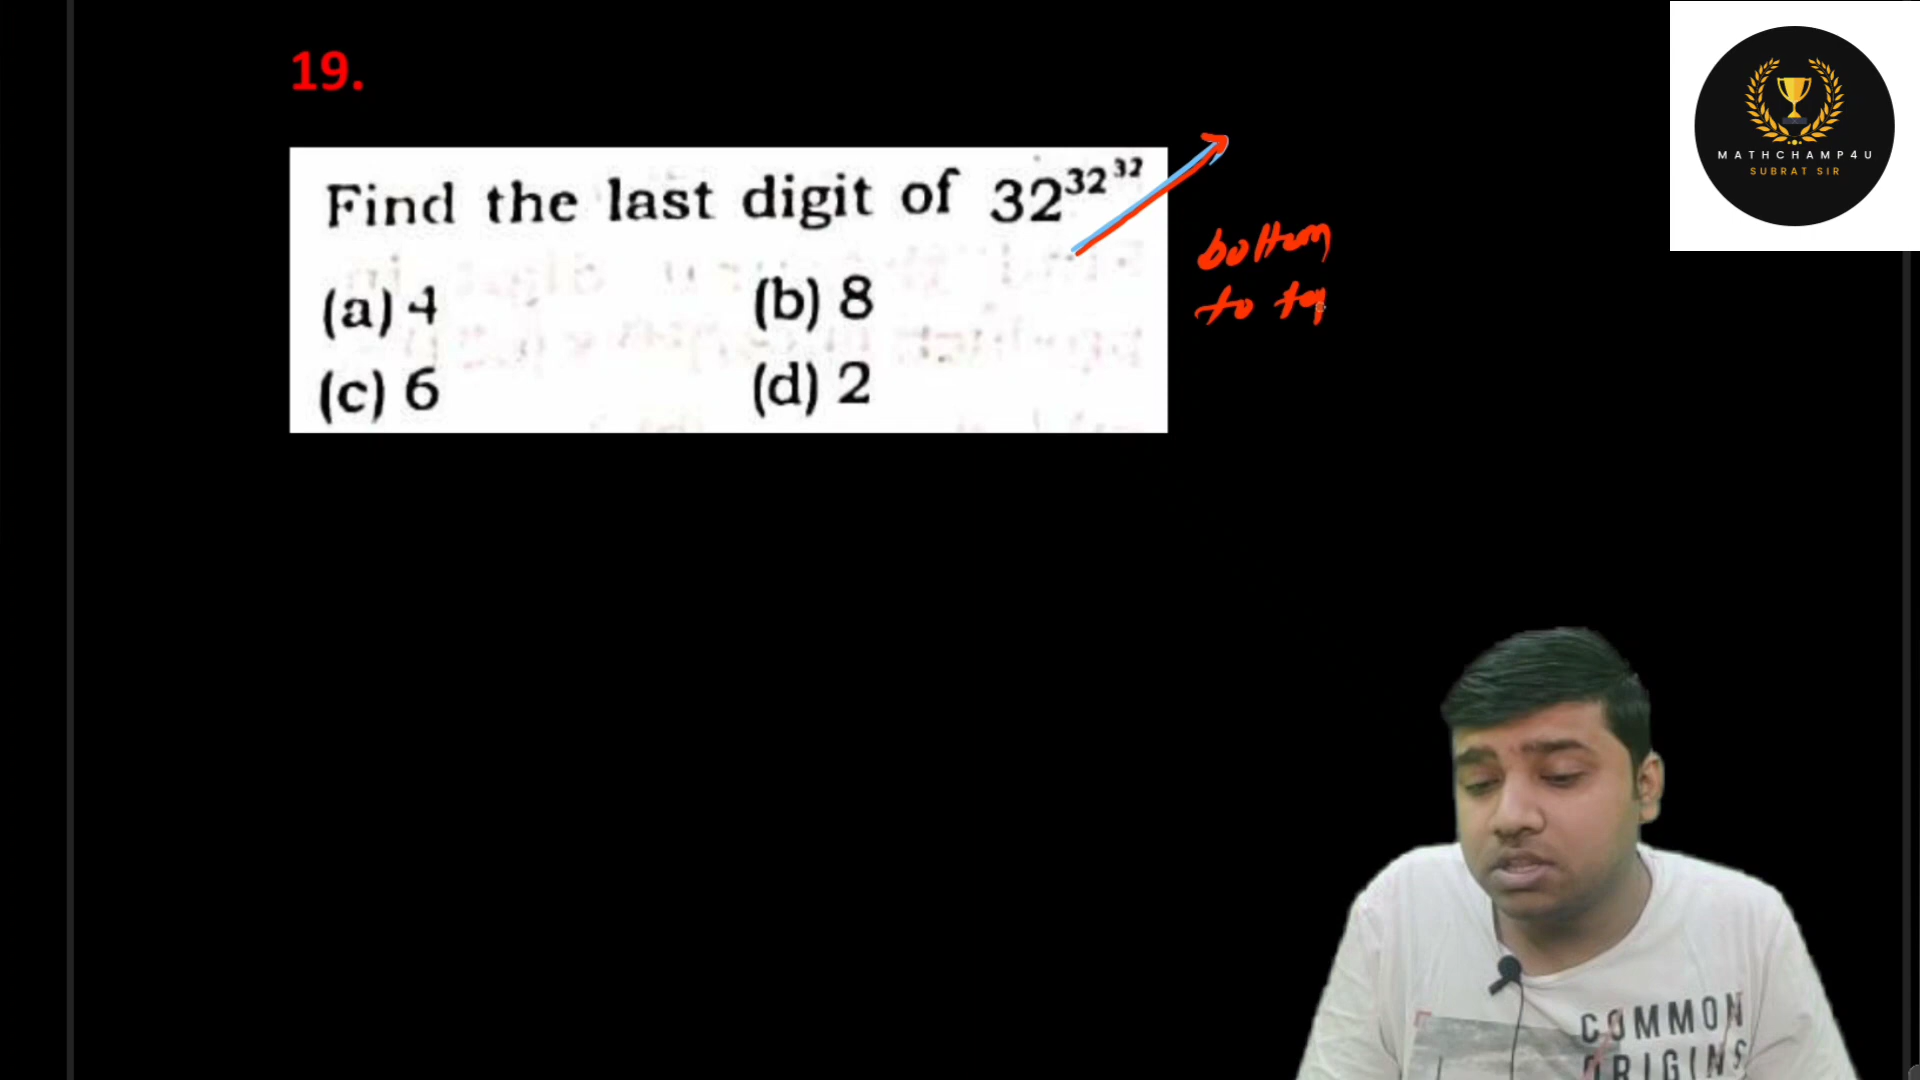 19.
Find the last digit of 32^32^32
(a) 4 (b) 8
(c) 6 (d) 2
bottom
to top
MATHCHAMP4U
SUBRAT SIR
COMMON
ORIGINS